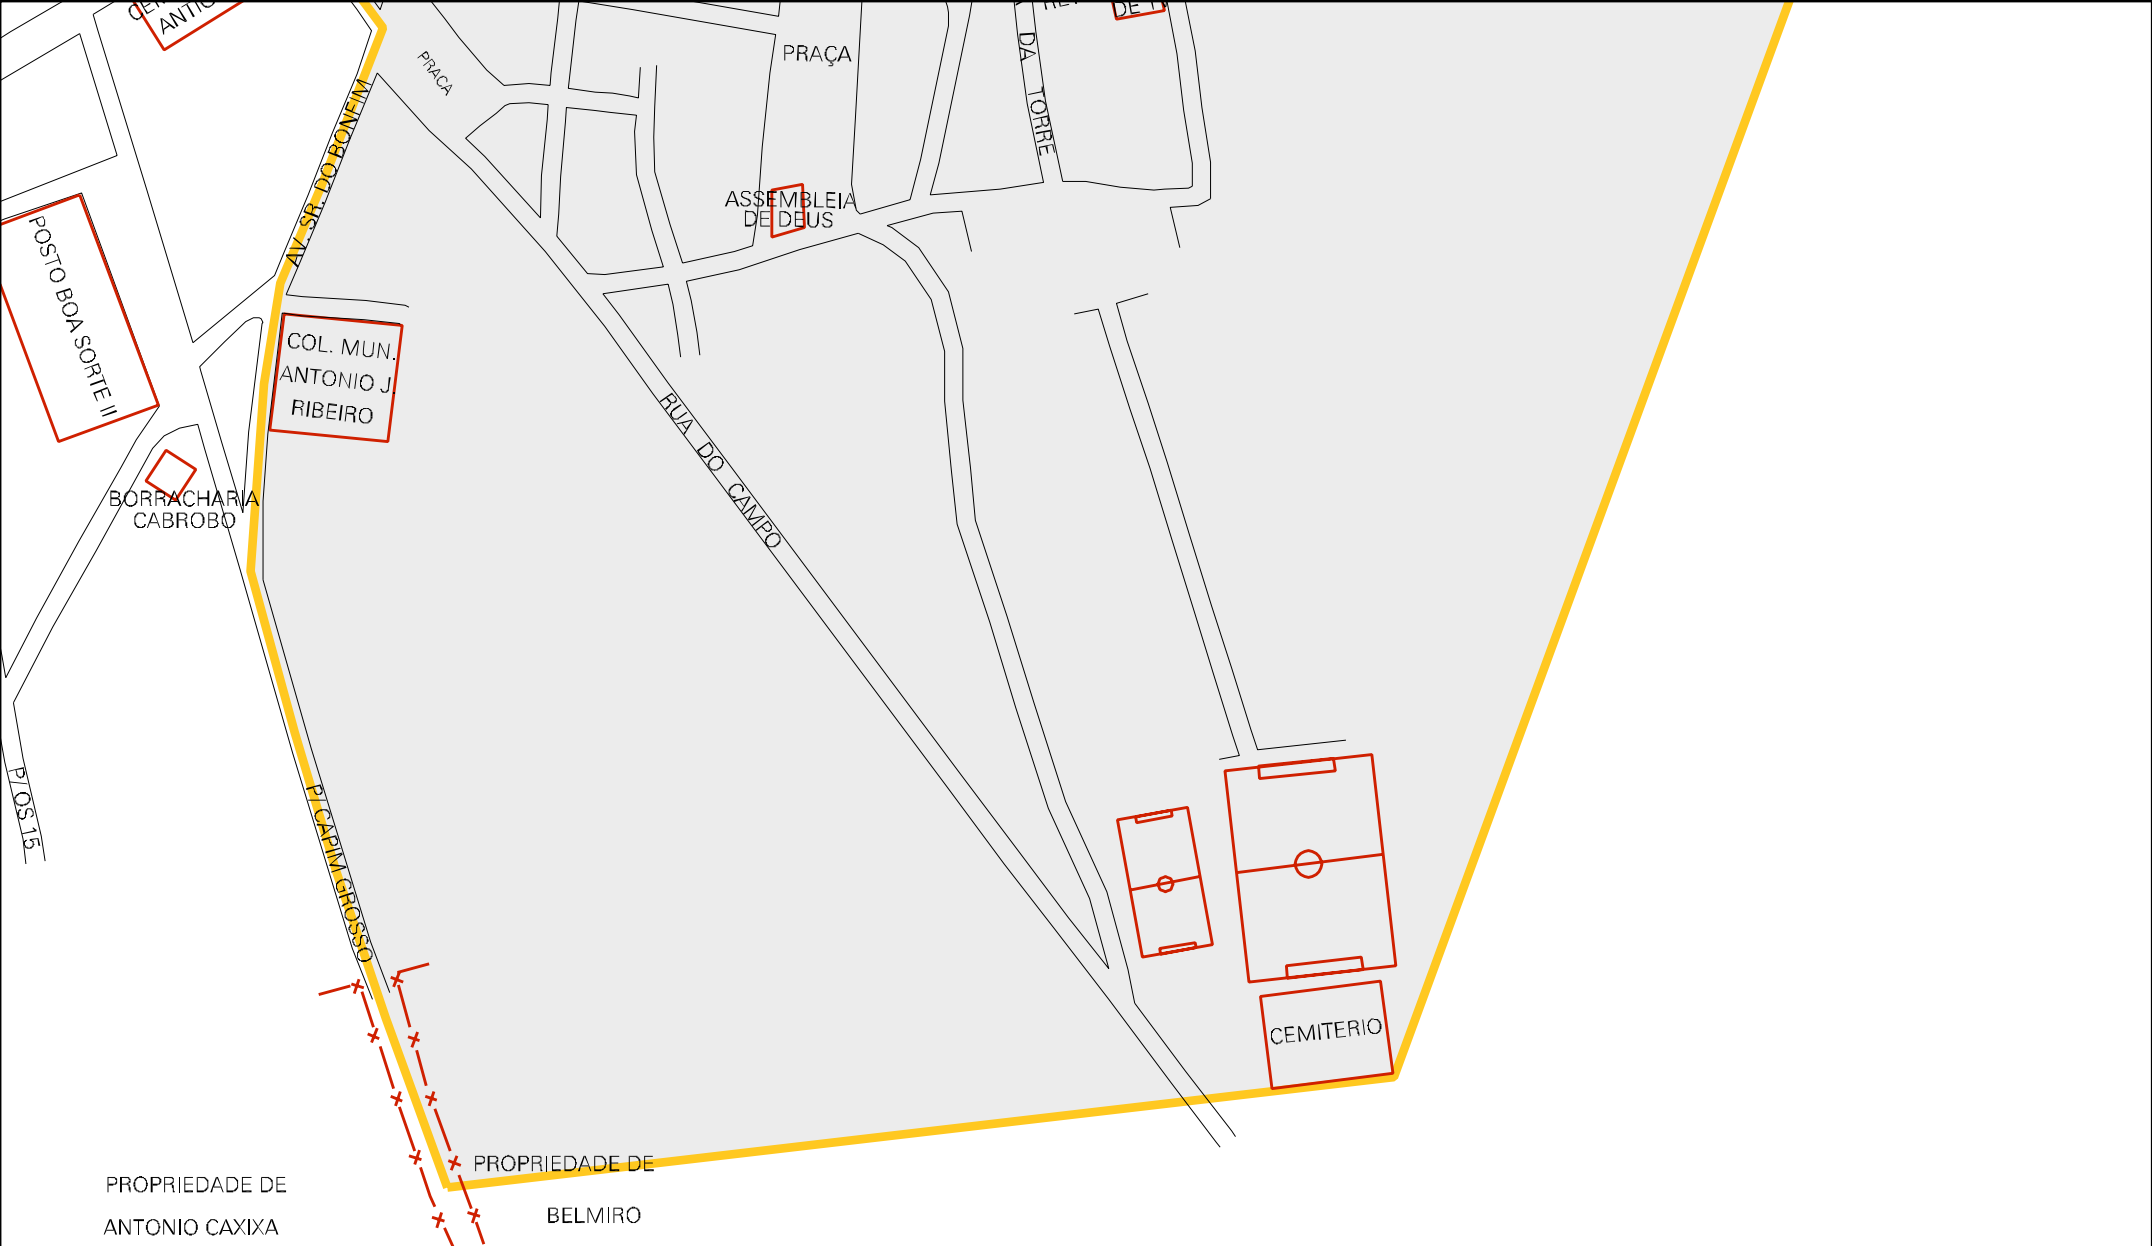 PRAÇA
PRACA
DA TORRE
AV. SR. DO BONFIM
ASSEMBLEIA
DE DEUS
POSTO BOA SORTE II
COL. MUN.
ANTONIO J.
RIBEIRO
RUA DO CAMPO
BORRACHARIA
CABROBO
P/ OS 15
P/ CAPIM GROSSO
CEMITERIO
PROPRIEDADE DE
BELMIRO
PROPRIEDADE DE
ANTONIO CAXIXA